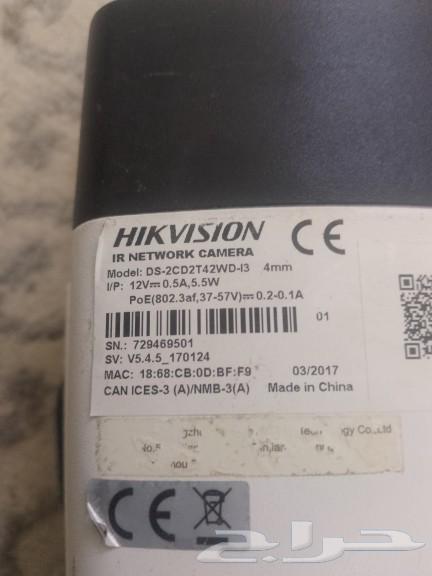 HIKVISION CE
IR NETWORK CAMERA
Model: DS-2CD2T42WD-I3 4mm
I/P: 12V⎓0.5A,5.5W
PoE(802.3af,37-57V)⎓0.2-0.1A
01
SN.: 729469501
SV: V5.4.5_170124
MAC: 18:68:CB:0D:BF:F9 03/2017
CAN ICES-3 (A)/NMB-3(A) Made in China
Co.,Ltd
CE
حراج